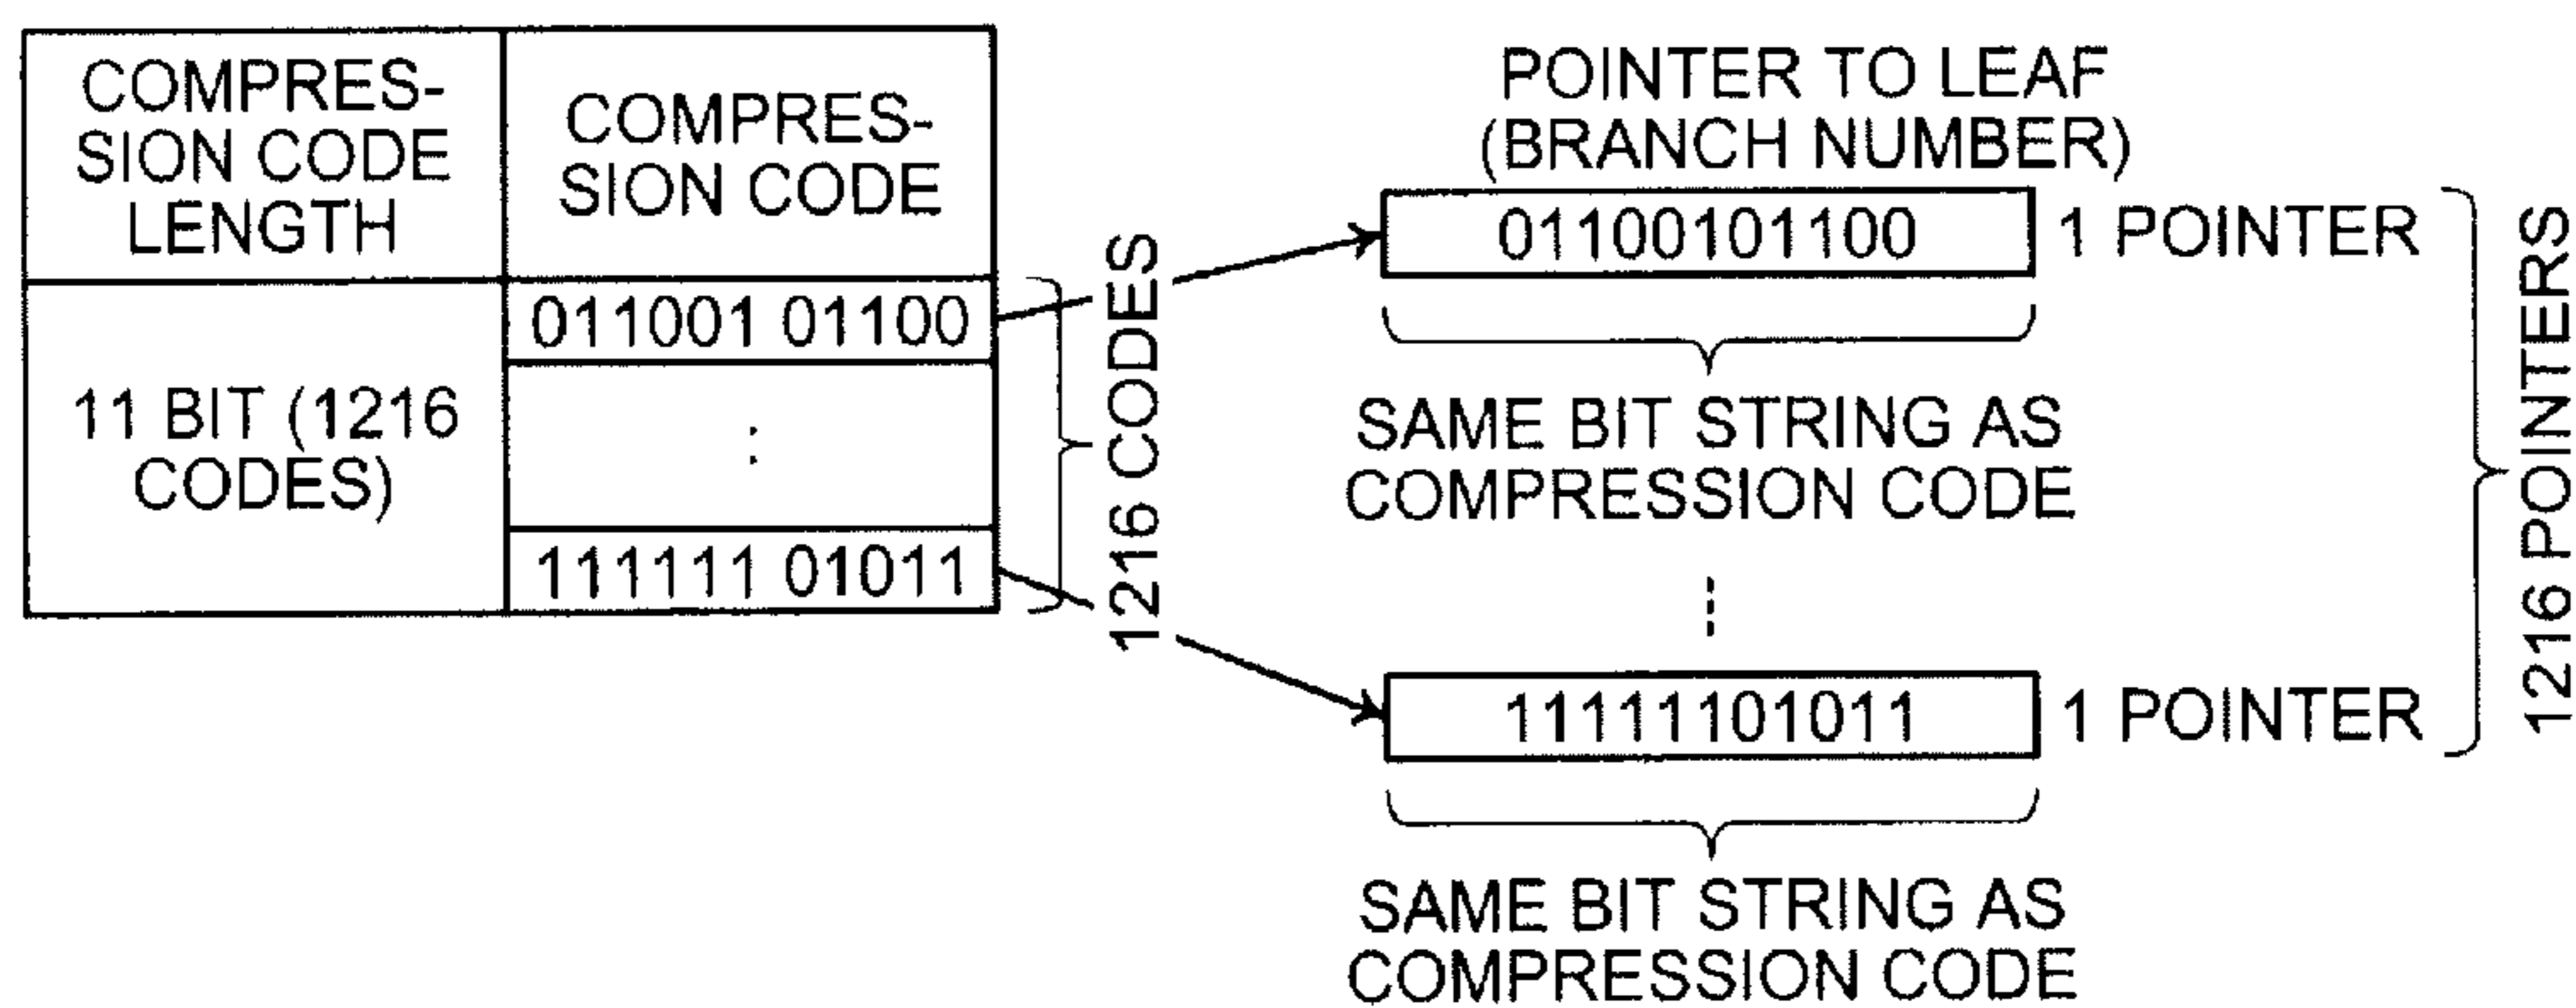 COMPRES-
SION CODE
LENGTH
COMPRES-
SION CODE
11 BIT (1216
CODES)
011001 01100
:
111111 01011
1216 CODES
POINTER TO LEAF
(BRANCH NUMBER)
01100101100
1 POINTER
SAME BIT STRING AS
COMPRESSION CODE
11111101011
1 POINTER
SAME BIT STRING AS
COMPRESSION CODE
1216 POINTERS